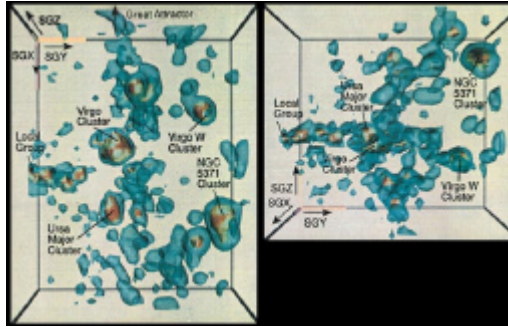 SGZ
Great Attractor
SGX
SGY
Virgo
Cluster
Local
Group
Virgo W
Cluster
NGC
5371
Cluster
Ursa
Major
Cluster
Ursa
Major
Cluster
NGC
5371
Cluster
Local
Group
Virgo
Cluster
Virgo W
Cluster
SGZ
SGX
SGY